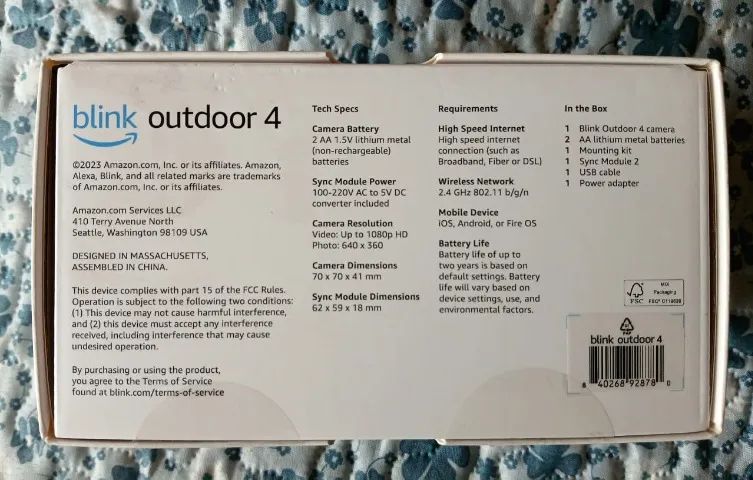 blink outdoor 4
©2023 Amazon.com, Inc. or its affiliates. Amazon,
Alexa, Blink, and all related marks are trademarks
of Amazon.com, Inc. or its affiliates.
Amazon.com Services LLC
410 Terry Avenue North
Seattle, Washington 98109 USA
DESIGNED IN MASSACHUSETTS,
ASSEMBLED IN CHINA.
This device complies with part 15 of the FCC Rules.
Operation is subject to the following two conditions:
(1) This device may not cause harmful interference,
and (2) this device must accept any interference
received, including interference that may cause
undesired operation.
By purchasing or using the product,
you agree to the Terms of Service
found at blink.com/terms-of-service
Tech Specs
Camera Battery
2 AA 1.5V lithium metal
(non-rechargeable)
batteries
Sync Module Power
100-220V AC to 5V DC
converter included
Camera Resolution
Video: Up to 1080p HD
Photo: 640 x 360
Camera Dimensions
70 x 70 x 41 mm
Sync Module Dimensions
62 x 59 x 18 mm
Requirements
High Speed Internet
High speed internet
connection (such as
Broadband, Fiber or DSL)
Wireless Network
2.4 GHz 802.11 b/g/n
Mobile Device
iOS, Android, or Fire OS
Battery Life
Battery life of up to
two years is based on
default settings. Battery
life will vary based on
device settings, use, and
environmental factors.
In the Box
1 Blink Outdoor 4 camera
2 AA lithium metal batteries
1 Mounting kit
1 Sync Module 2
1 USB cable
1 Power adapter
MIX
Packaging
FSC
blink outdoor 4
8 40268 92878 0